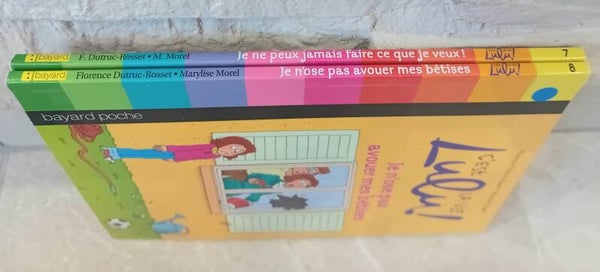 bayard F. Dutruc-Rosset • M. Morel Je ne peux jamais faire ce que je veux ! Lulu! 7
bayard Florence Dutruc-Rosset • Marylise Morel Je n'ose pas avouer mes bêtises Lulu! 8
bayard poche
C'EST LA VIE
Lulu!
Je n'ose pas
avouer mes bêtises